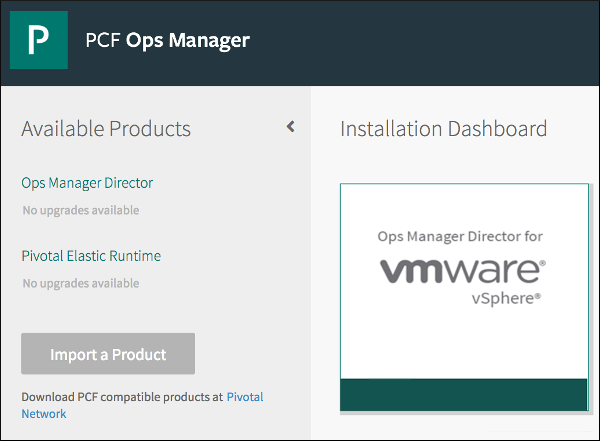 P
PCF Ops Manager
Available Products
Ops Manager Director
No upgrades available
Pivotal Elastic Runtime
No upgrades available
Import a Product
Download PCF compatible products at Pivotal
Network
Installation Dashboard
Ops Manager Director for
vmware®
vSphere®